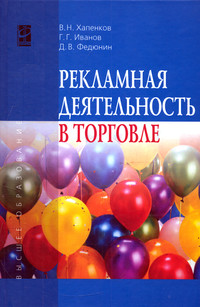 В. Н. Хапенков
Г. Г. Иванов
Д. В. Федюнин
РЕКЛАМНАЯ
ДЕЯТЕЛЬНОСТЬ
В ТОРГОВЛЕ
ВЫСШЕЕ ОБРАЗОВАНИЕ